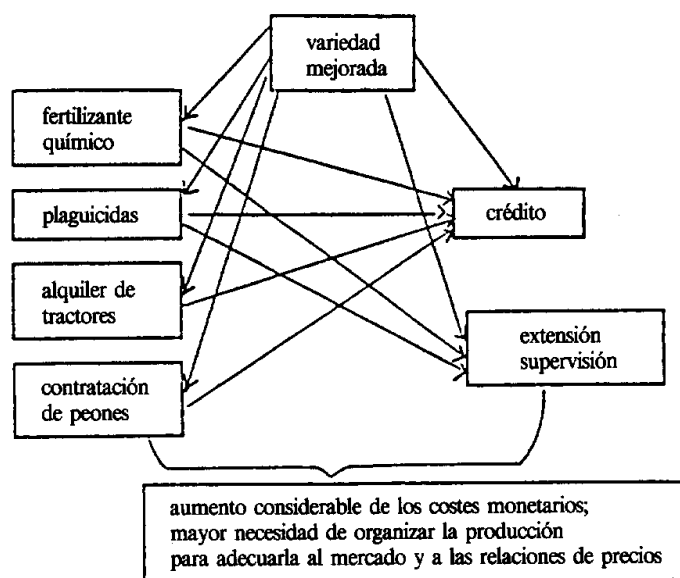 variedad
mejorada
fertilizante
químico
plaguicidas
crédito
alquiler de
tractores
extensión
supervisión
contratación
de peones
aumento considerable de los costes monetarios;
mayor necesidad de organizar la producción
para adecuarla al mercado y a las relaciones de precios